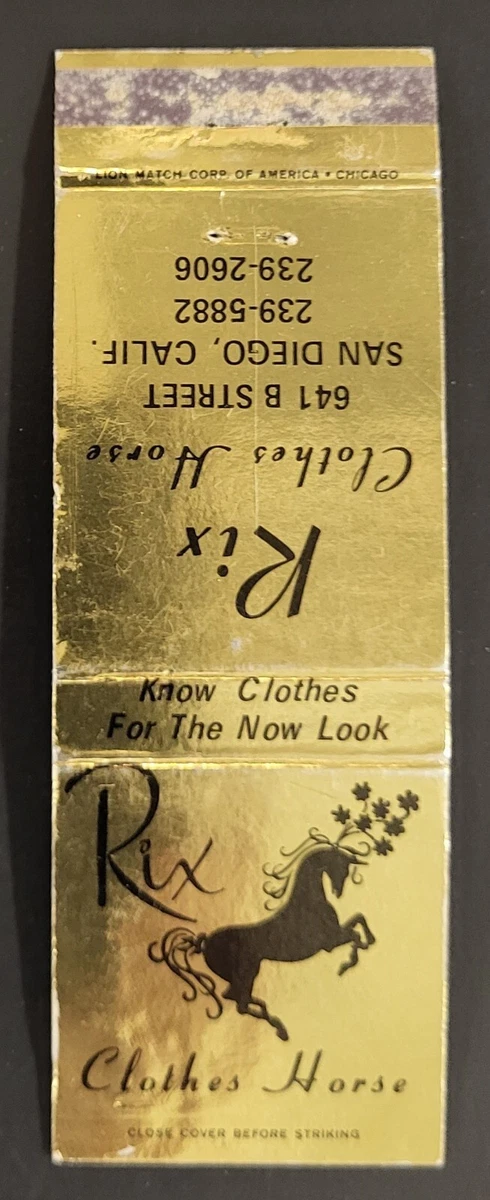 LION MATCH CORP. OF AMERICA • CHICAGO
Rix
Clothes Horse
641 B STREET
SAN DIEGO, CALIF.
239-5882
239-2606
Know Clothes
For The Now Look
Rix
Clothes Horse
CLOSE COVER BEFORE STRIKING